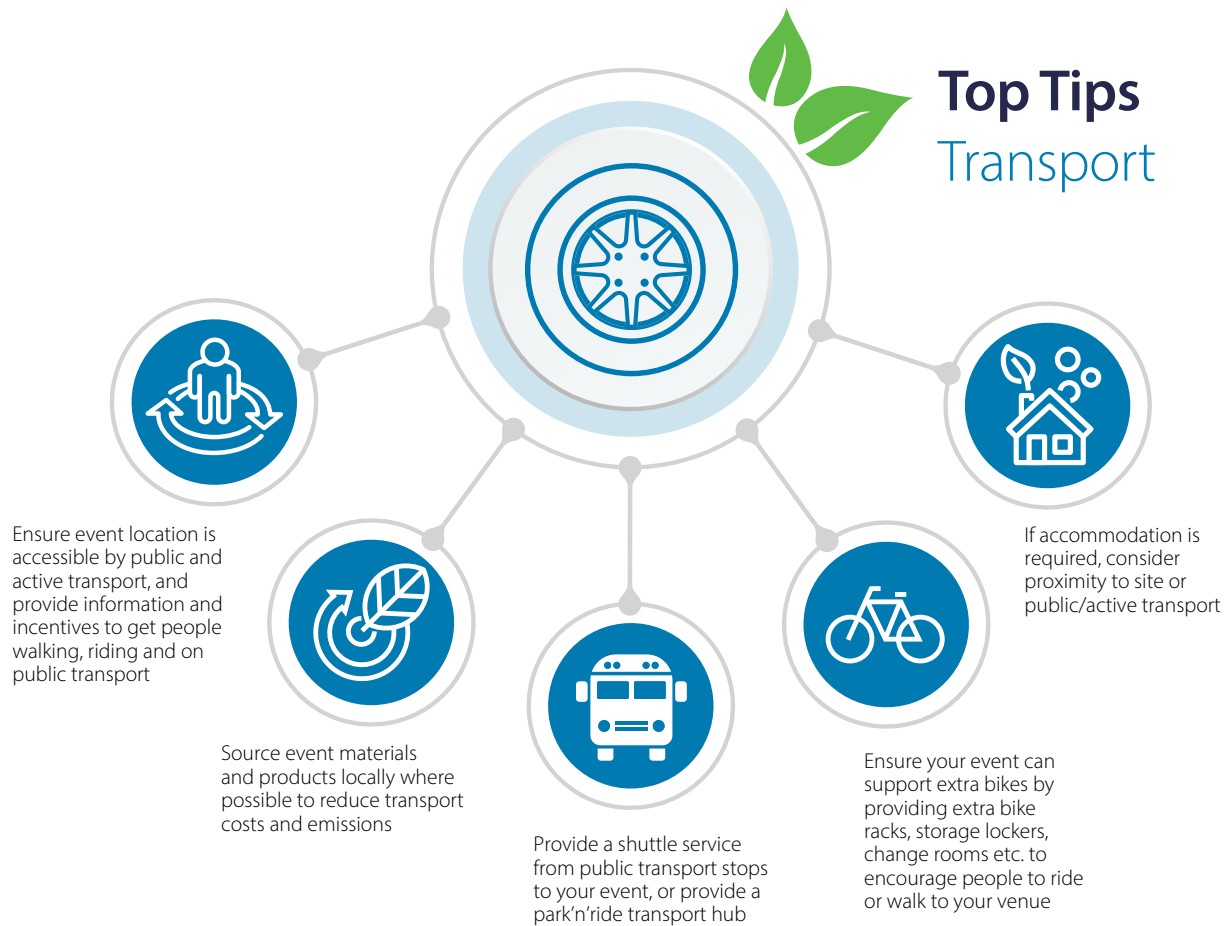 Top Tips
Transport
Ensure event location is
accessible by public and
active transport, and
provide information and
incentives to get people
walking, riding and on
public transport
Source event materials
and products locally where
possible to reduce transport
costs and emissions
Provide a shuttle service
from public transport stops
to your event, or provide a
park’n’ride transport hub
Ensure your event can
support extra bikes by
providing extra bike
racks, storage lockers,
change rooms etc. to
encourage people to ride
or walk to your venue
If accommodation is
required, consider
proximity to site or
public/active transport